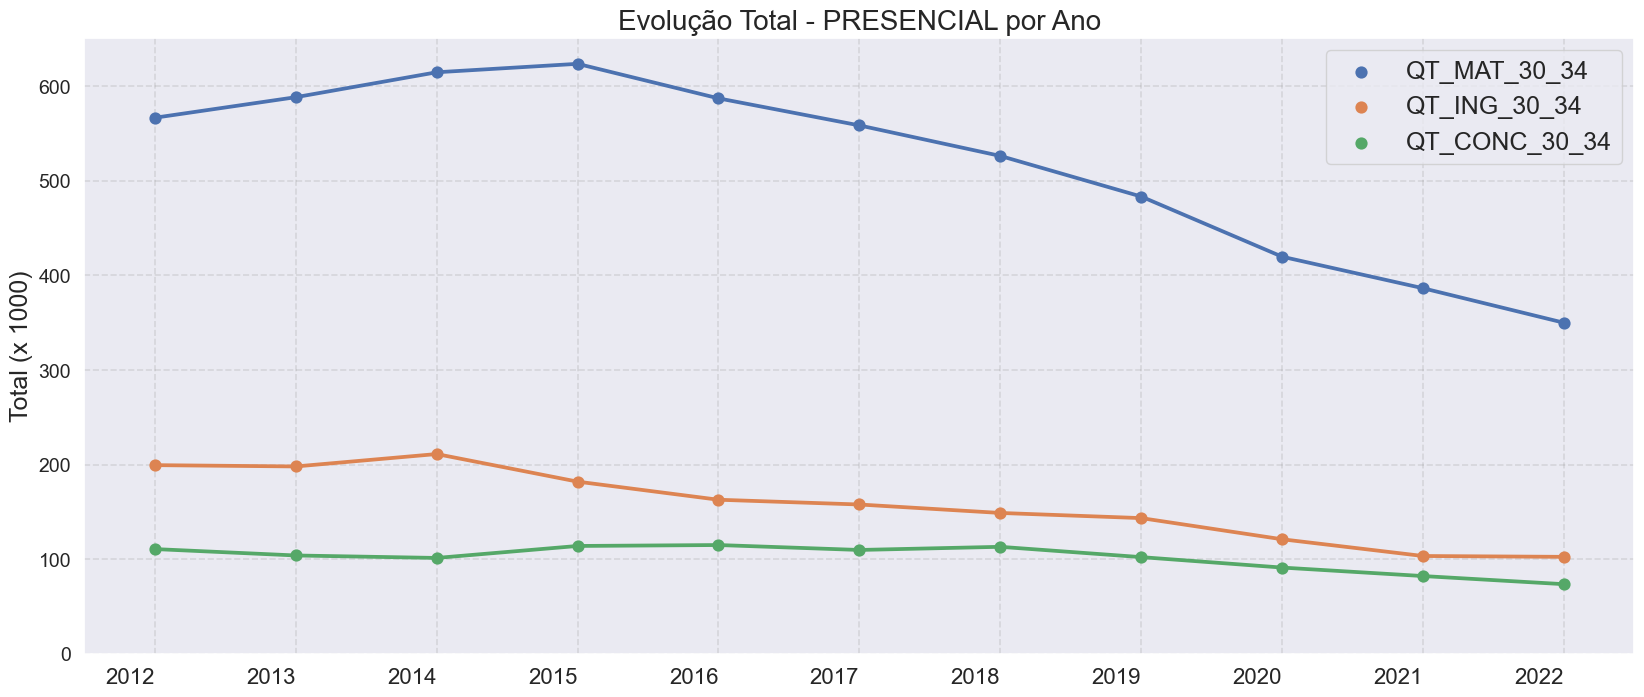 Evolução Total - PRESENCIAL por Ano
QT_MAT_30_34
QT_ING_30_34
QT_CONC_30_34
Total (x 1000)
600
500
400
300
200
100
0
2012 2013 2014 2015 2016 2017 2018 2019 2020 2021 2022